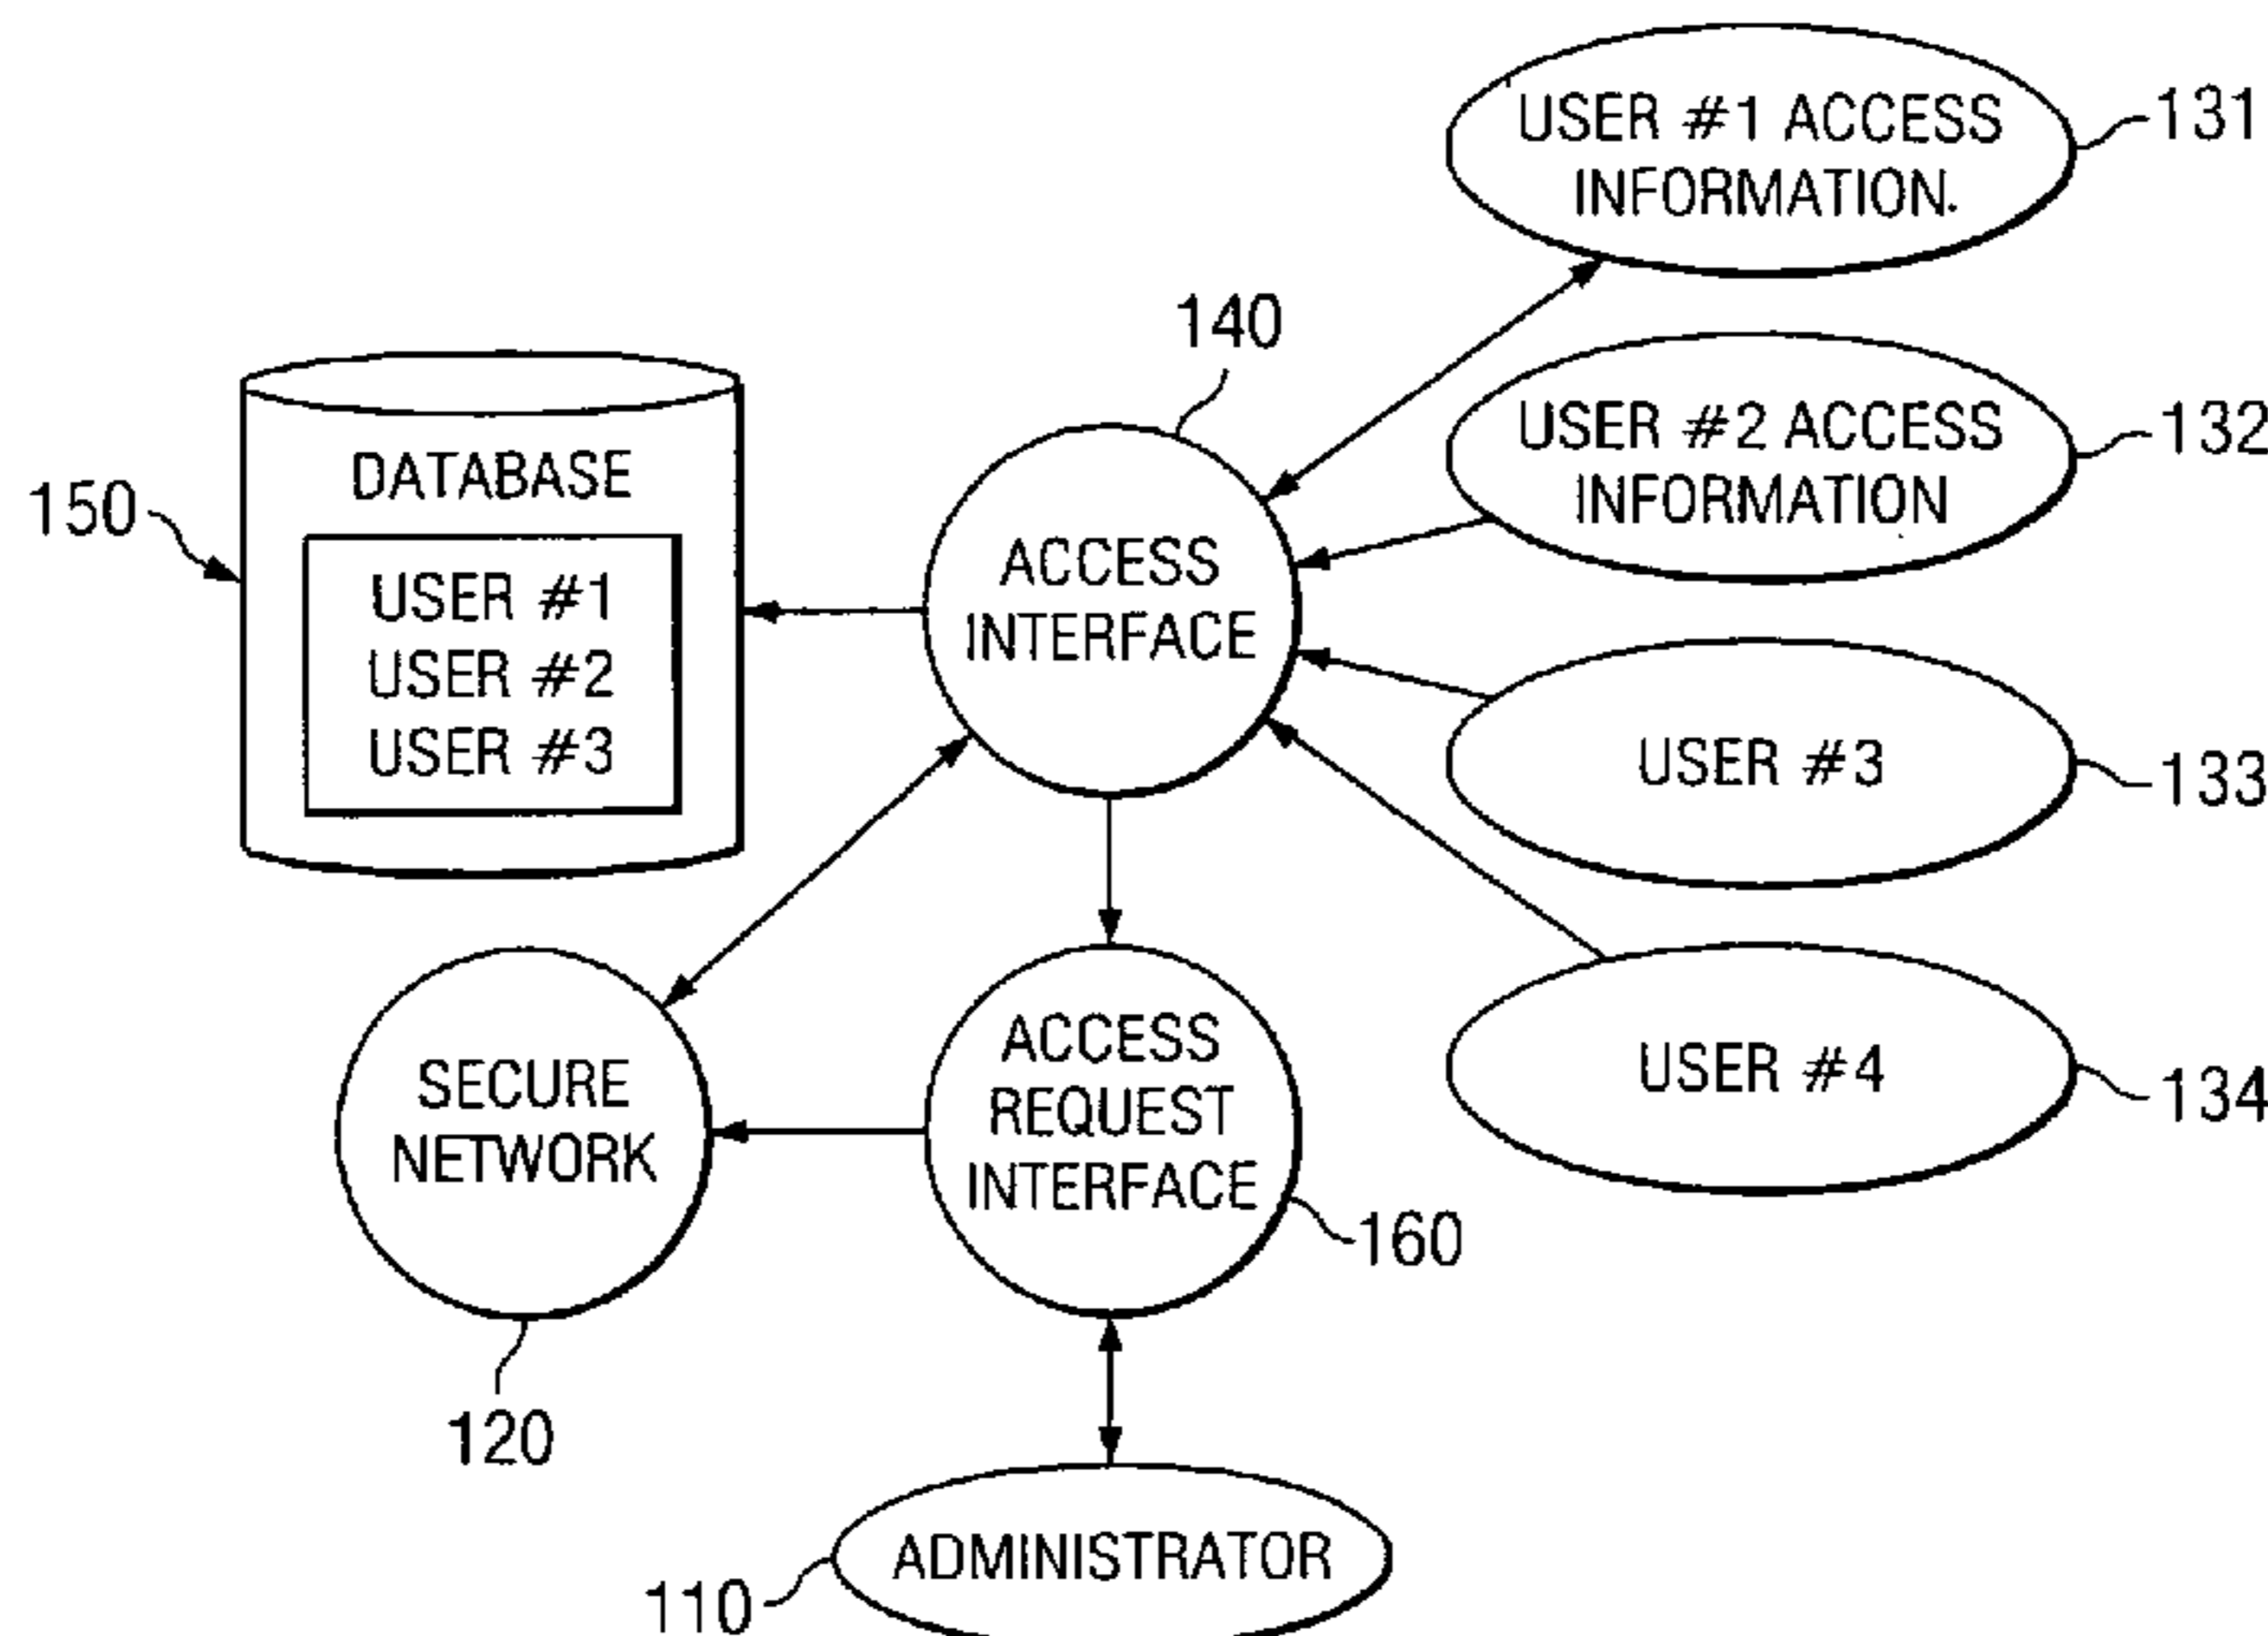 USER #1 ACCESS
INFORMATION.
131
140
USER #2 ACCESS
INFORMATION
132
DATABASE
150
USER #1
USER #2
USER #3
ACCESS
INTERFACE
USER #3
133
SECURE
NETWORK
120
ACCESS
REQUEST
INTERFACE
160
USER #4
134
ADMINISTRATOR
110